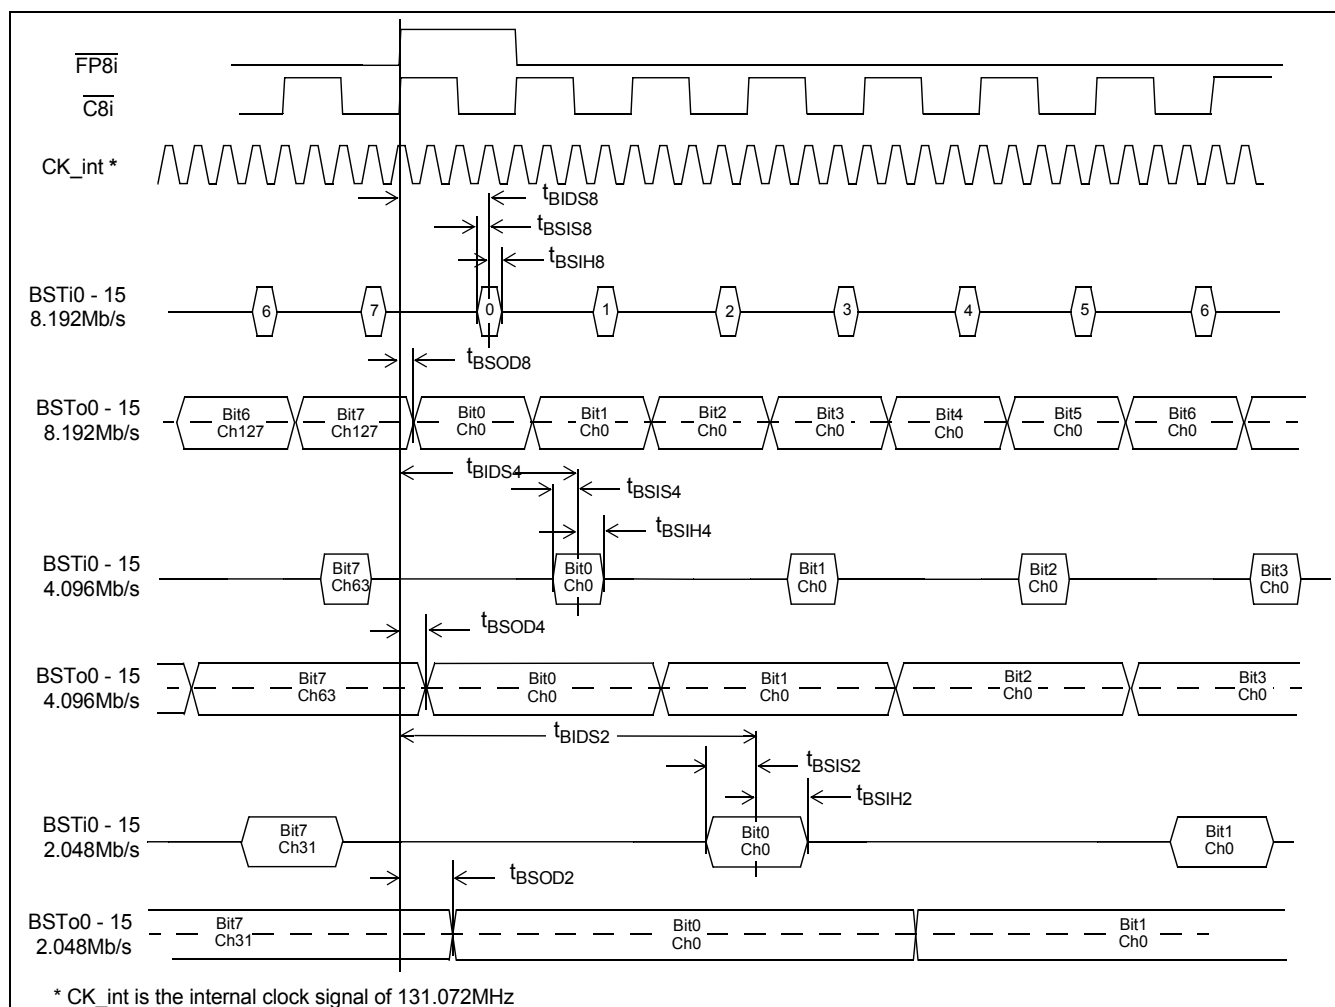 FP8i
C8i
CK_int *
tBIDS8
tBSIS8
tBSIH8
BSTi0 - 15
8.192Mb/s
6 7 0 1 2 3 4 5 6
tBSOD8
BSTo0 - 15
8.192Mb/s
Bit6 Bit7 Bit0 Bit1 Bit2 Bit3 Bit4 Bit5 Bit6
Ch127 Ch127 Ch0 Ch0 Ch0 Ch0 Ch0 Ch0 Ch0
tBIDS4
tBSIS4
tBSIH4
BSTi0 - 15
4.096Mb/s
Bit7 Bit0 Bit1 Bit2 Bit3
Ch63 Ch0 Ch0 Ch0 Ch0
tBSOD4
BSTo0 - 15
4.096Mb/s
Bit7 Bit0 Bit1 Bit2 Bit3
Ch63 Ch0 Ch0 Ch0 Ch0
tBIDS2
tBSIS2
tBSIH2
BSTi0 - 15
2.048Mb/s
Bit7 Bit0 Bit1
Ch31 Ch0 Ch0
tBSOD2
BSTo0 - 15
2.048Mb/s
Bit7 Bit0 Bit1
Ch31 Ch0 Ch0
* CK_int is the internal clock signal of 131.072MHz